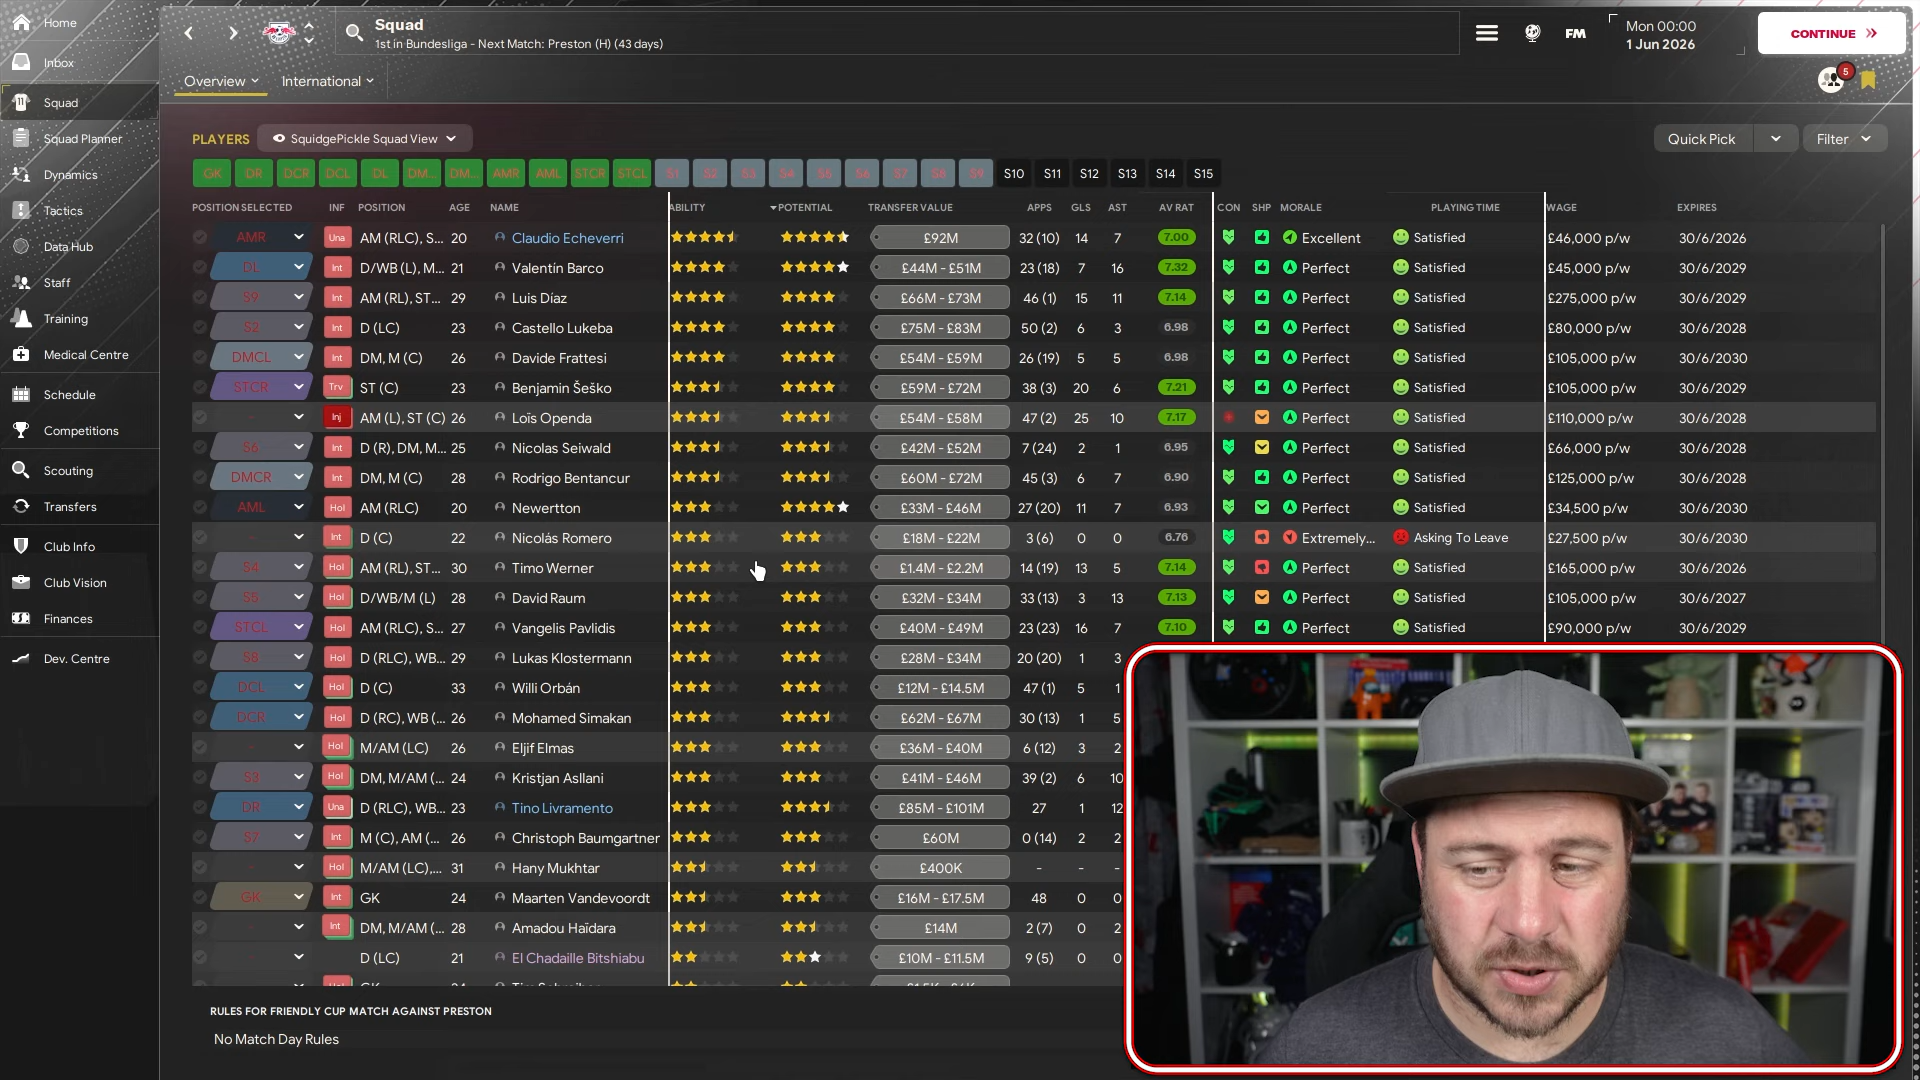 Home
Squad
1st in Bundesliga - Next Match: Preston (H) (43 days)
FM
Mon 00:00
1 Jun 2026
CONTINUE
Inbox
Overview
International
5
Squad
Squad Planner
Dynamics
Tactics
Data Hub
Staff
Training
Medical Centre
Schedule
Competitions
Scouting
Transfers
Club Info
Club Vision
Finances
Dev. Centre
PLAYERS SquidgePickle Squad View Quick Pick Filter
GK DR DCR DCL DL DM... DM... AMR AML STCR STCL S1 S2 S3 S4 S5 S6 S7 S8 S9 S10 S11 S12 S13 S14 S15
POSITION SELECTED INF POSITION AGE NAME ABILITY POTENTIAL TRANSFER VALUE APPS GLS AST AV RAT CON SHP MORALE PLAYING TIME WAGE EXPIRES
AMR Una AM (RLC), S... 20 Claudio Echeverri £92M 32 (10) 14 7 7.00 Excellent Satisfied £46,000 p/w 30/6/2026
DL Int D/WB (L), M... 21 Valentín Barco £44M - £51M 23 (18) 7 16 7.32 Perfect Satisfied £45,000 p/w 30/6/2029
S9 Int AM (RL), ST... 29 Luis Díaz £66M - £73M 46 (1) 15 11 7.14 Perfect Satisfied £275,000 p/w 30/6/2029
S2 Int D (LC) 23 Castello Lukeba £75M - £83M 50 (2) 6 3 6.98 Perfect Satisfied £80,000 p/w 30/6/2028
DMCL Int DM, M (C) 26 Davide Frattesi £54M - £59M 26 (19) 5 5 6.98 Perfect Satisfied £105,000 p/w 30/6/2030
STCR Trv ST (C) 23 Benjamin Šeško £59M - £72M 38 (3) 20 6 7.21 Perfect Satisfied £105,000 p/w 30/6/2029
- Inj AM (L), ST (C) 26 Loïs Openda £54M - £58M 47 (2) 25 10 7.17 Perfect Satisfied £110,000 p/w 30/6/2028
S6 Int D (R), DM, M... 25 Nicolas Seiwald £42M - £52M 7 (24) 2 1 6.95 Perfect Satisfied £66,000 p/w 30/6/2028
DMCR Int DM, M (C) 28 Rodrigo Bentancur £60M - £72M 45 (3) 6 7 6.90 Perfect Satisfied £125,000 p/w 30/6/2028
AML Hol AM (RLC) 20 Newertton £33M - £46M 27 (20) 11 7 6.93 Perfect Satisfied £34,500 p/w 30/6/2030
- Int D (C) 22 Nicolás Romero £18M - £22M 3 (6) 0 0 6.76 Extremely... Asking To Leave £27,500 p/w 30/6/2030
S4 Hol AM (RL), ST... 30 Timo Werner £1.4M - £2.2M 14 (19) 13 5 7.14 Perfect Satisfied £165,000 p/w 30/6/2026
S5 Hol D/WB/M (L) 28 David Raum £32M - £34M 33 (13) 3 13 7.13 Perfect Satisfied £105,000 p/w 30/6/2027
STCL Hol AM (RLC), S... 27 Vangelis Pavlidis £40M - £49M 23 (23) 16 7 7.10 Perfect Satisfied £90,000 p/w 30/6/2029
S8 Hol D (RLC), WB... 29 Lukas Klostermann £28M - £34M 20 (20) 1 3
DCL Hol D (C) 33 Willi Orbán £12M - £14.5M 47 (1) 5 1
DCR Hol D (RC), WB (... 26 Mohamed Simakan £62M - £67M 30 (13) 1 5
- Hol M/AM (LC) 26 Eljif Elmas £36M - £40M 6 (12) 3 2
S3 Hol DM, M/AM (... 24 Kristjan Asllani £41M - £46M 39 (2) 6 10
DR Una D (RLC), WB... 23 Tino Livramento £85M - £101M 27 1 12
S7 Int M (C), AM (... 26 Christoph Baumgartner £60M 0 (14) 2 2
- Hol M/AM (LC),... 31 Hany Mukhtar £400K - - -
GK Int GK 24 Maarten Vandevoordt £16M - £17.5M 48 0 0
- Int DM, M/AM (... 28 Amadou Haïdara £14M 2 (7) 0 2
- D (LC) 21 El Chadaille Bitshiabu £10M - £11.5M 9 (5) 0 0
RULES FOR FRIENDLY CUP MATCH AGAINST PRESTON
No Match Day Rules